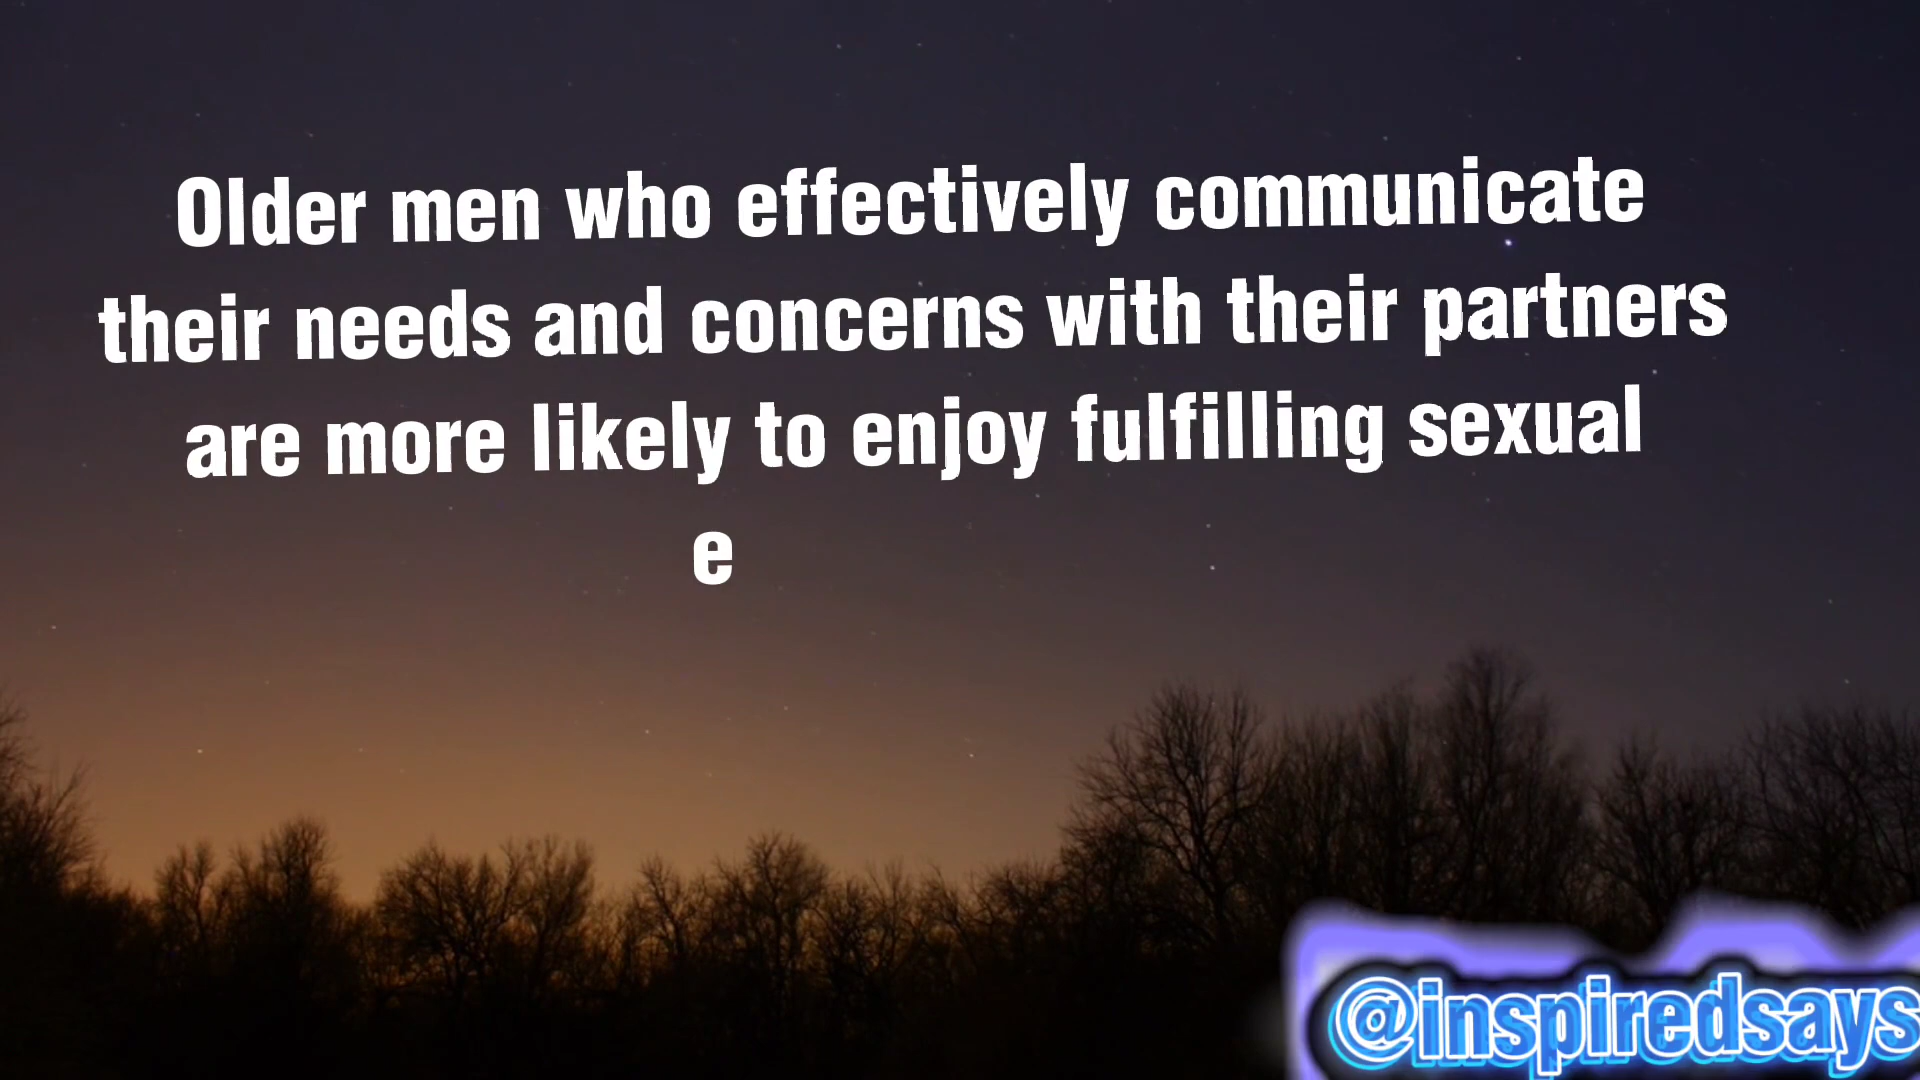 Older men who effectively communicate
their needs and concerns with their partners
are more likely to enjoy fulfilling sexual
e
@inspiredsays